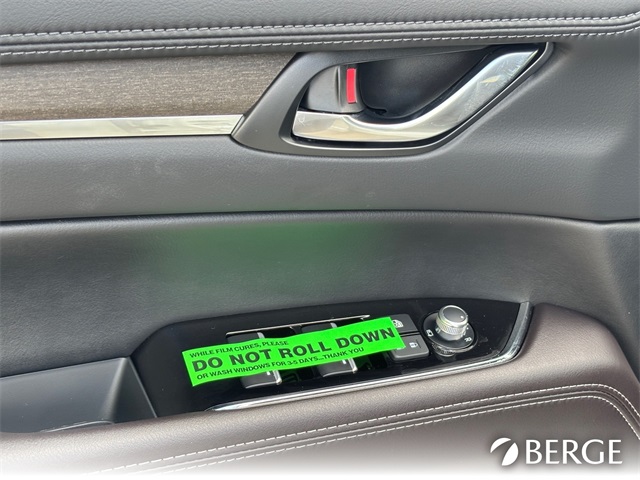 WHILE FILM CURES, PLEASE
DO NOT ROLL DOWN
OR WASH WINDOWS FOR 3-5 DAYS...THANK YOU
BERGE